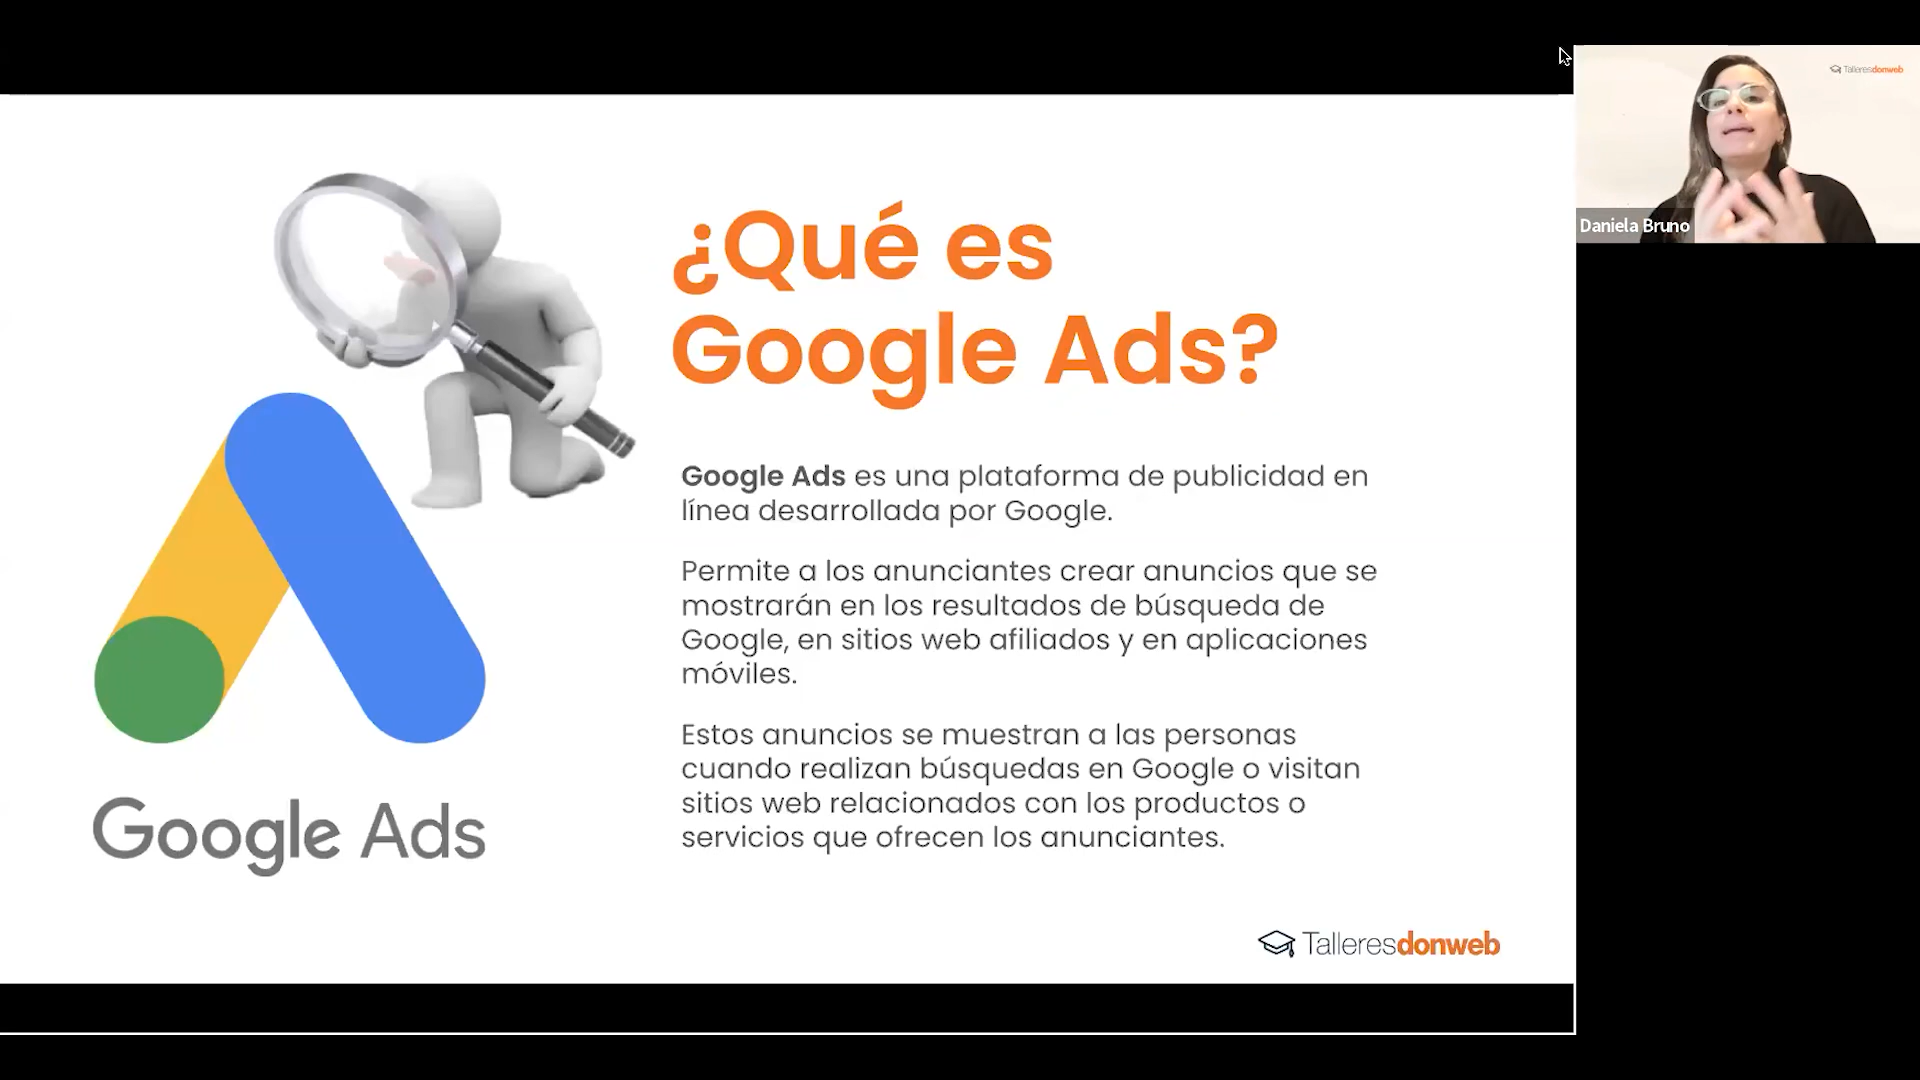 Talleresdonweb
Daniela Bruno
¿Qué es
Google Ads?
Google Ads es una plataforma de publicidad en
línea desarrollada por Google.
Permite a los anunciantes crear anuncios que se
mostrarán en los resultados de búsqueda de
Google, en sitios web afiliados y en aplicaciones
móviles.
Estos anuncios se muestran a las personas
cuando realizan búsquedas en Google o visitan
sitios web relacionados con los productos o
servicios que ofrecen los anunciantes.
Google Ads
Talleresdonweb